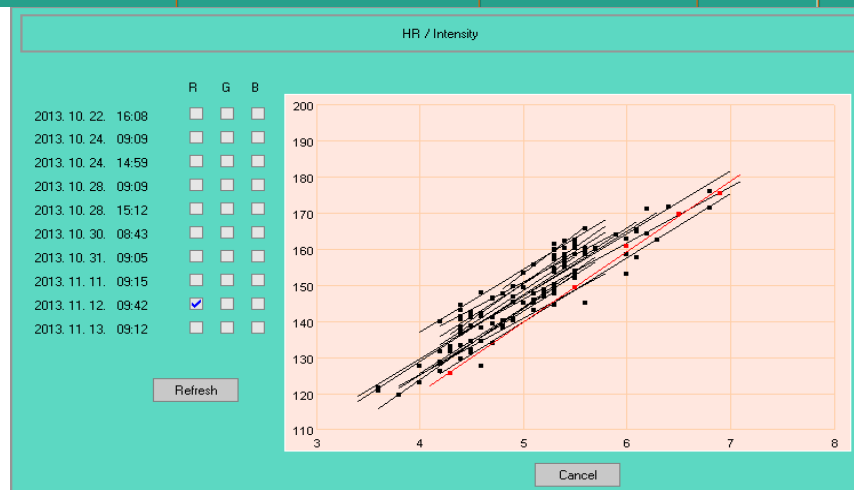 HR / Intensity
R G B
2013. 10. 22. 16:08
2013. 10. 24. 09:09
2013. 10. 24. 14:59
2013. 10. 28. 09:09
2013. 10. 28. 15:12
2013. 10. 30. 08:43
2013. 10. 31. 09:05
2013. 11. 11. 09:15
2013. 11. 12. 09:42
2013. 11. 13. 09:12
Refresh
200
190
180
170
160
150
140
130
120
110
3 4 5 6 7 8
Cancel